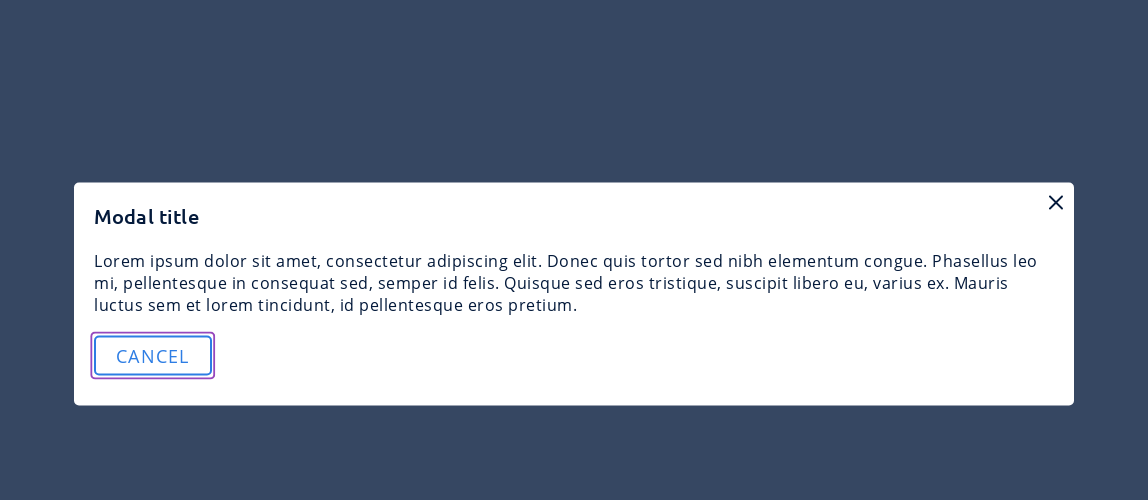 Modal title
Lorem ipsum dolor sit amet, consectetur adipiscing elit. Donec quis tortor sed nibh elementum congue. Phasellus leo
mi, pellentesque in consequat sed, semper id felis. Quisque sed eros tristique, suscipit libero eu, varius ex. Mauris
luctus sem et lorem tincidunt, id pellentesque eros pretium.
CANCEL